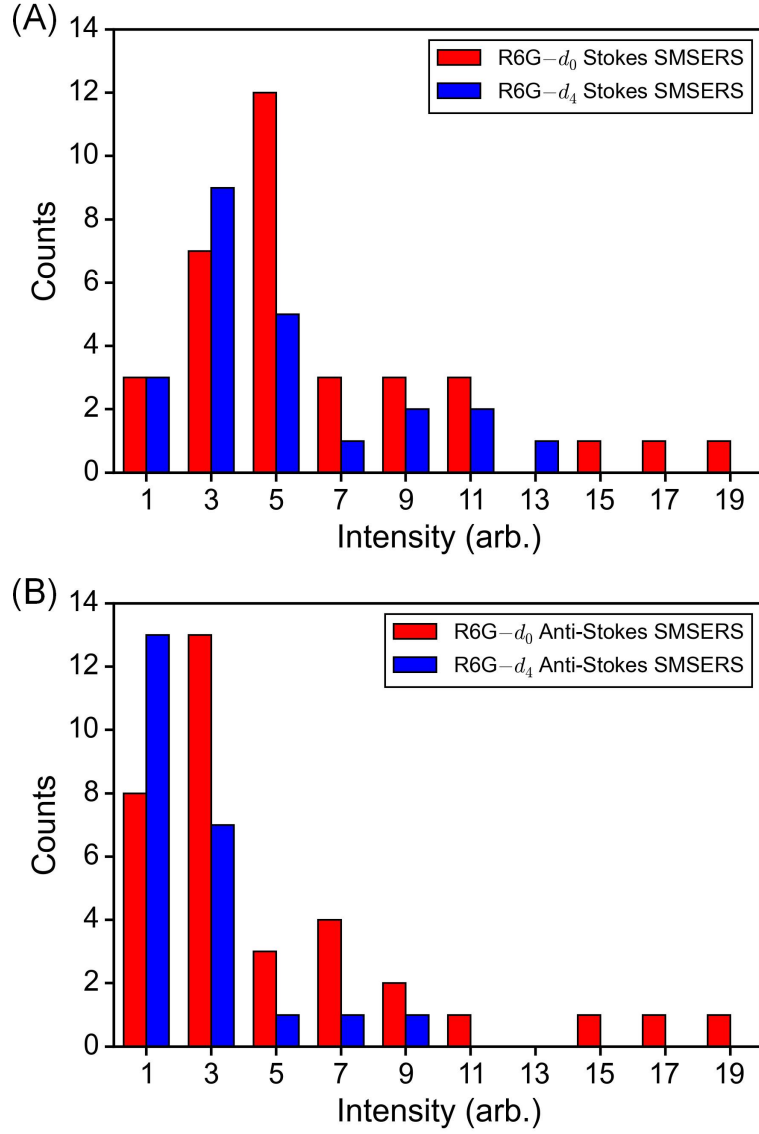 (A)
14
12
10
8
6
4
2
0
Counts
R6G−d₀ Stokes SMSERS
R6G−d₄ Stokes SMSERS
1 3 5 7 9 11 13 15 17 19
Intensity (arb.)
(B)
14
12
10
8
6
4
2
0
Counts
R6G−d₀ Anti-Stokes SMSERS
R6G−d₄ Anti-Stokes SMSERS
1 3 5 7 9 11 13 15 17 19
Intensity (arb.)